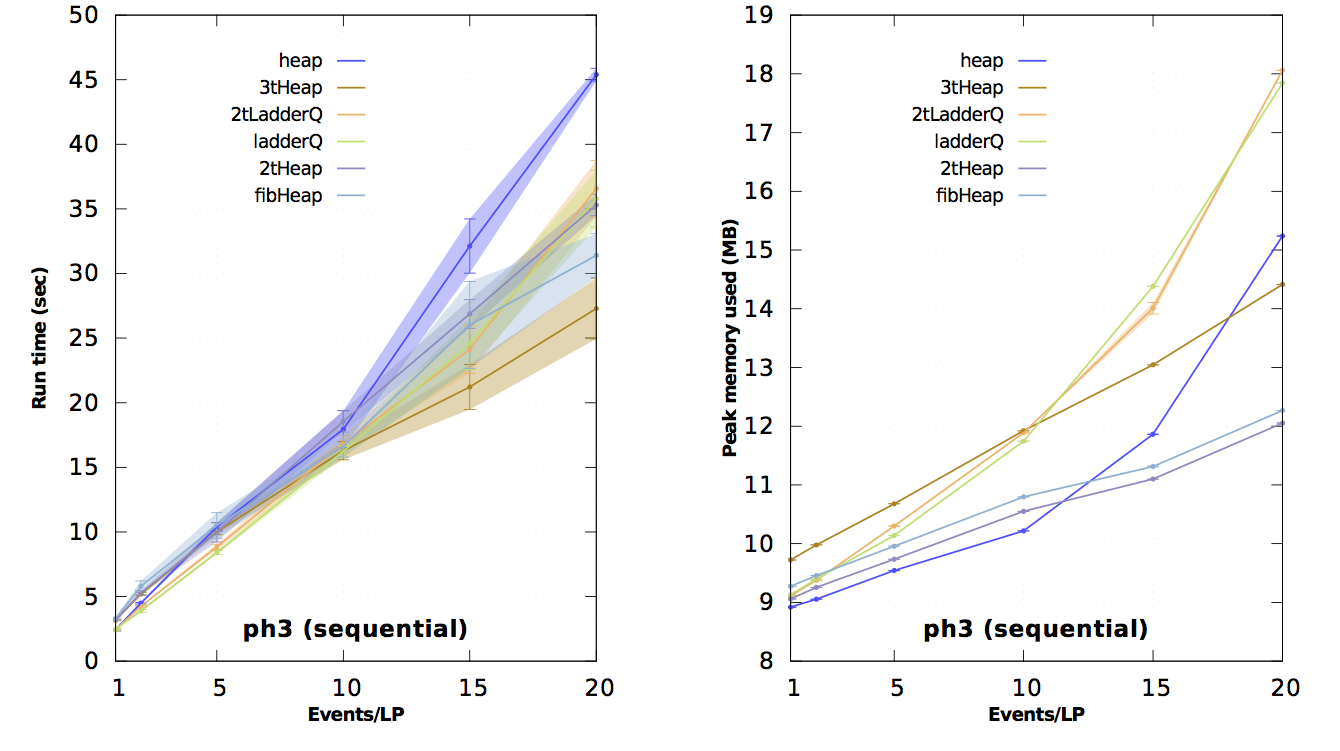 50
45
40
35
30
25
20
15
10
5
0
Run time (sec)
heap
3tHeap
2tLadderQ
ladderQ
2tHeap
fibHeap
ph3 (sequential)
1 5 10 15 20
Events/LP
19
18
17
16
15
14
13
12
11
10
9
8
Peak memory used (MB)
heap
3tHeap
2tLadderQ
ladderQ
2tHeap
fibHeap
ph3 (sequential)
1 5 10 15 20
Events/LP